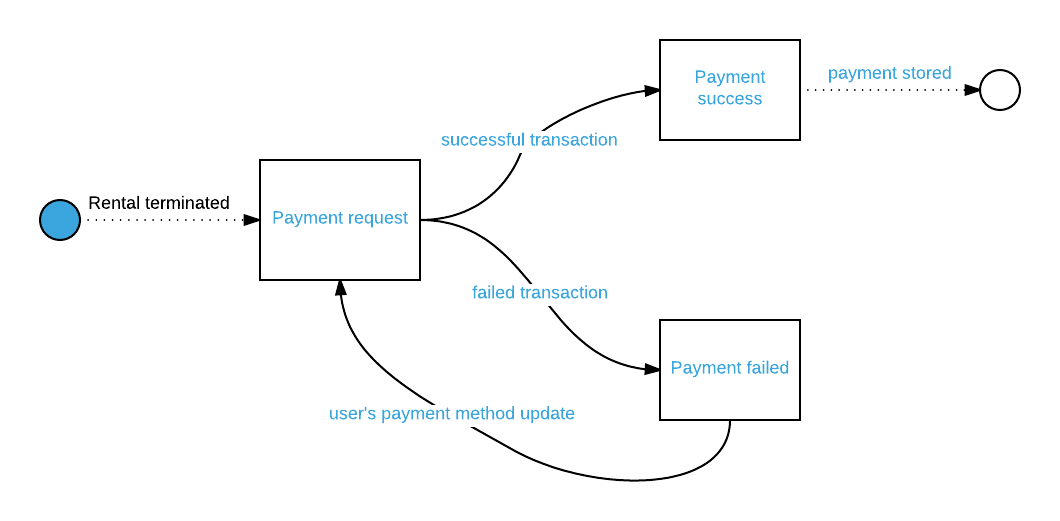 Rental terminated
Payment request
successful transaction
Payment
success
payment stored
failed transaction
Payment failed
user's payment method update